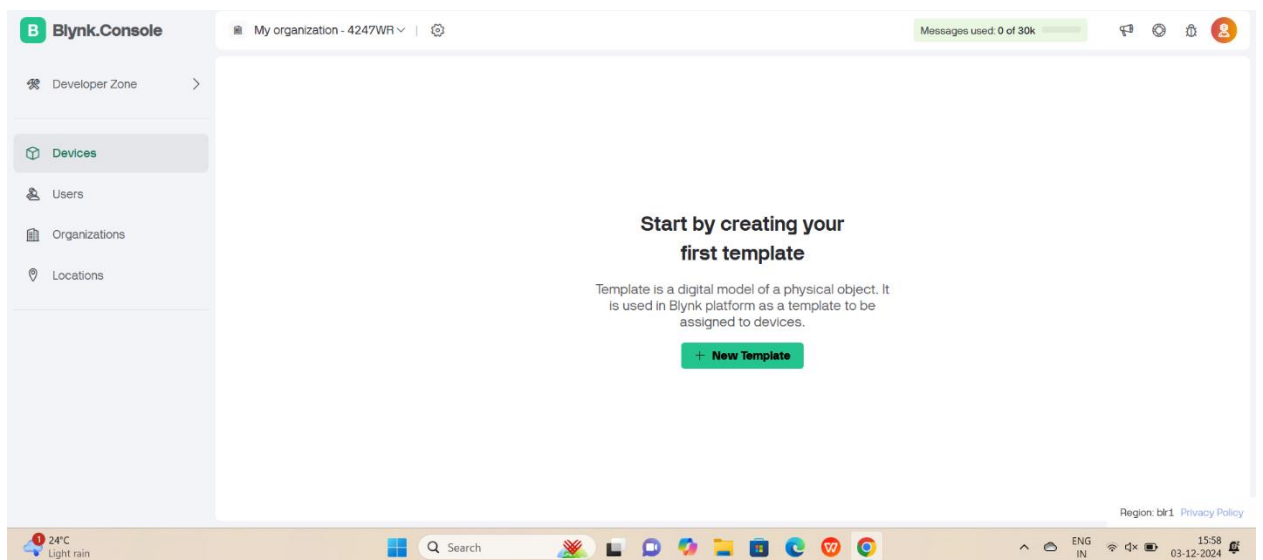 B Blynk.Console
My organization - 4247WR
Messages used: 0 of 30k
Developer Zone
Devices
Users
Organizations
Locations
Start by creating your
first template
Template is a digital model of a physical object. It
is used in Blynk platform as a template to be
assigned to devices.
+ New Template
Region: blr1 Privacy Policy
1
24°C
Light rain
Search
ENG
IN
15:58
03-12-2024